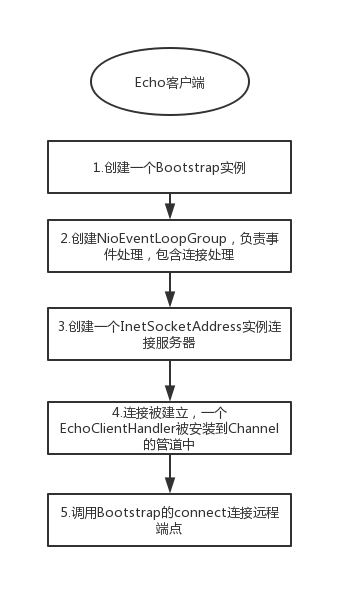 Echo客户端
1.创建一个Bootstrap实例
2.创建NioEventLoopGroup，负责事
件处理，包含连接处理
3.创建一个InetSocketAddress实例连
接服务器
4.连接被建立，一个
EchoClientHandler被安装到Channel
的管道中
5.调用Bootstrap的connect连接远程
端点